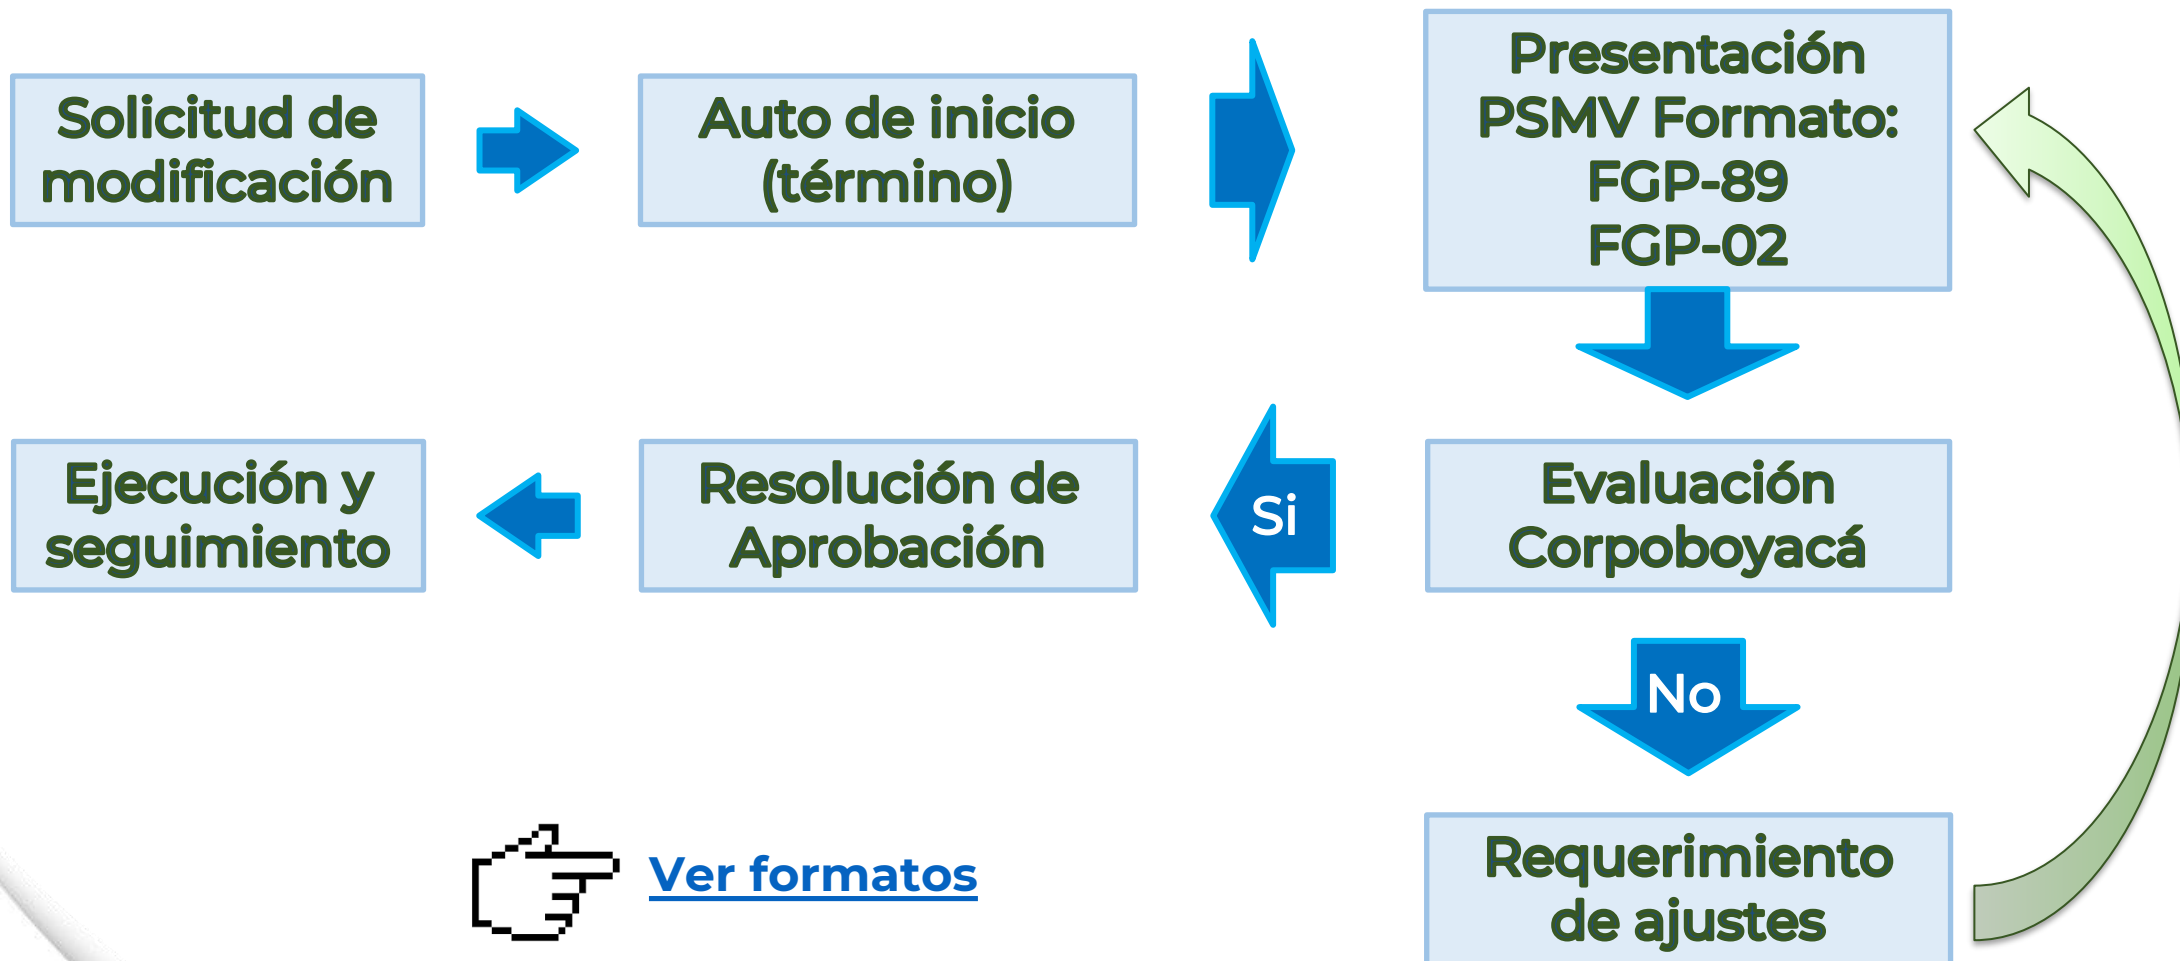 Solicitud de
modificación
Auto de inicio
(término)
Presentación
PSMV Formato:
FGP-89
FGP-02
Ejecución y
seguimiento
Resolución de
Aprobación
Si
Evaluación
Corpoboyacá
No
Requerimiento
de ajustes
Ver formatos